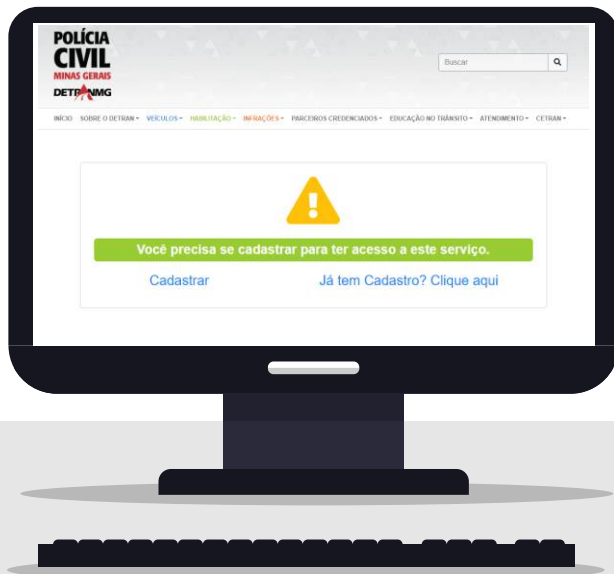 POLÍCIA
CIVIL
MINAS GERAIS
DETRANMG
Buscar
INÍCIO SOBRE O DETRAN VEÍCULOS HABILITAÇÃO INFRAÇÕES PARCEIROS CREDENCIADOS EDUCAÇÃO NO TRÂNSITO ATENDIMENTO CETRAN
Você precisa se cadastrar para ter acesso a este serviço.
Cadastrar Já tem Cadastro? Clique aqui